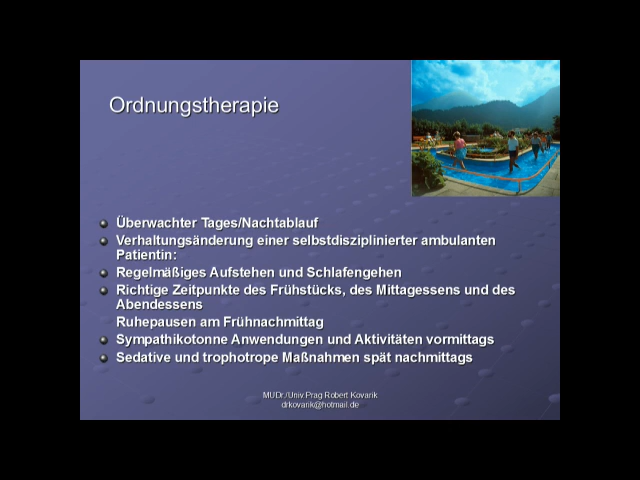 Ordnungstherapie
Überwachter Tages/Nachtablauf
Verhaltungsänderung einer selbstdisziplinierter ambulanten
Patientin:
Regelmäßiges Aufstehen und Schlafengehen
Richtige Zeitpunkte des Frühstücks, des Mittagessens und des
Abendessens
Ruhepausen am Frühnachmittag
Sympathikotonne Anwendungen und Aktivitäten vormittags
Sedative und trophotrope Maßnahmen spät nachmittags
MUDr./Univ.Prag Robert Kovarik
drkovarik@hotmail.de